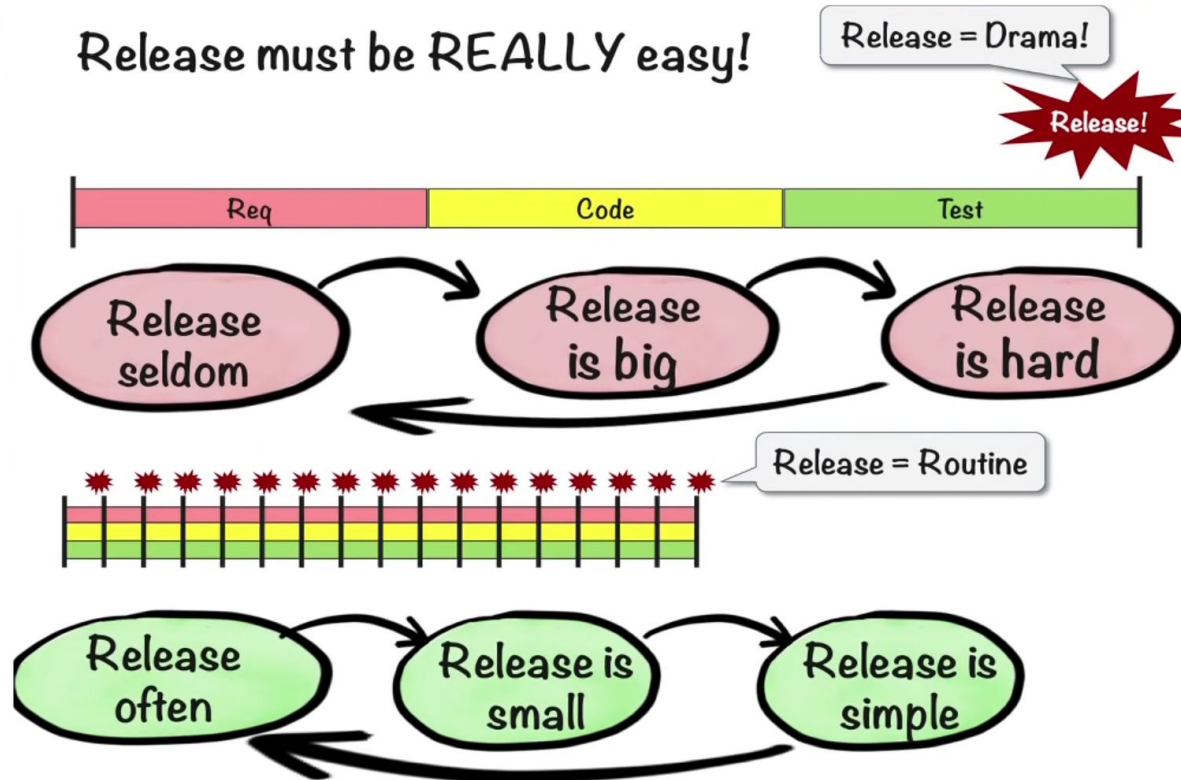 Release must be REALLY easy!
Release = Drama!
Release!
Req
Code
Test
Release
seldom
Release
is big
Release
is hard
Release = Routine
Release
often
Release is
small
Release is
simple